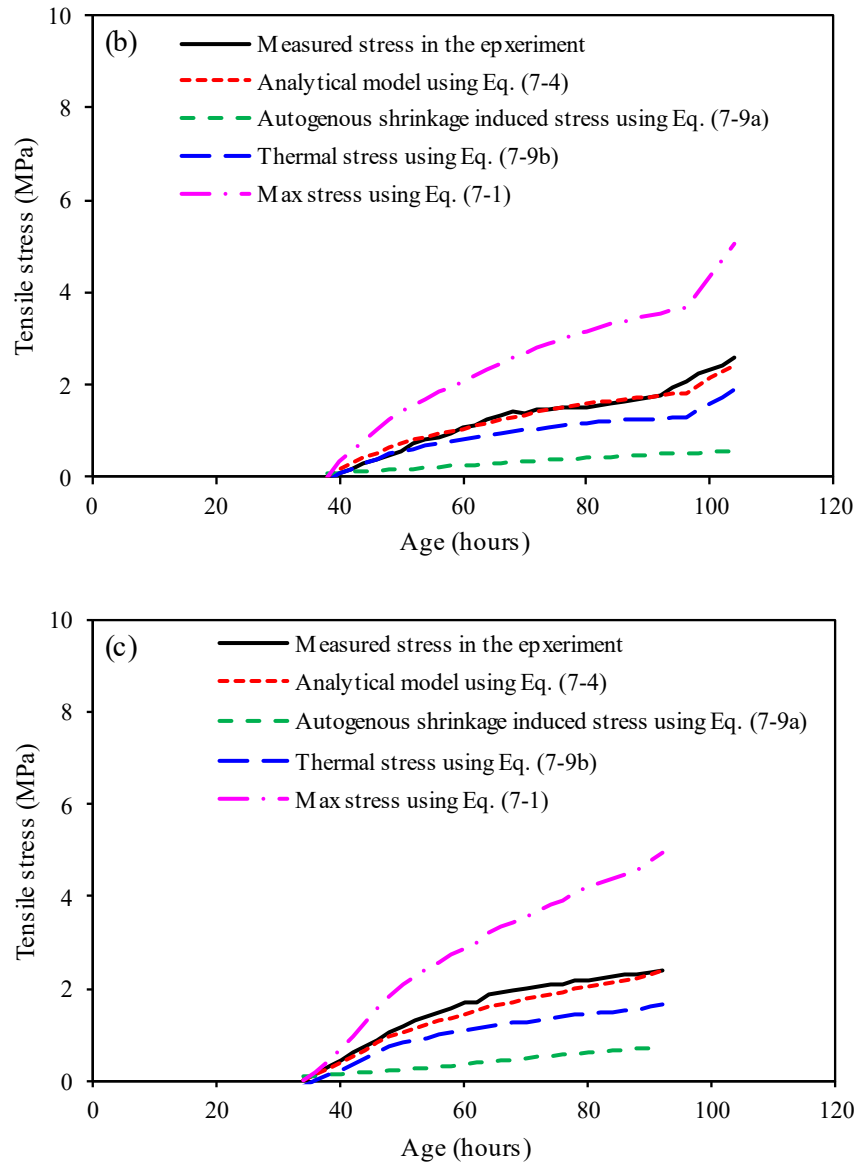 (b)
Measured stress in the epxeriment
Analytical model using Eq. (7-4)
Autogenous shrinkage induced stress using Eq. (7-9a)
Thermal stress using Eq. (7-9b)
Max stress using Eq. (7-1)
Tensile stress (MPa)
10
8
6
4
2
0
0 20 40 60 80 100 120
Age (hours)
(c)
Measured stress in the epxeriment
Analytical model using Eq. (7-4)
Autogenous shrinkage induced stress using Eq. (7-9a)
Thermal stress using Eq. (7-9b)
Max stress using Eq. (7-1)
Tensile stress (MPa)
10
8
6
4
2
0
0 20 40 60 80 100 120
Age (hours)